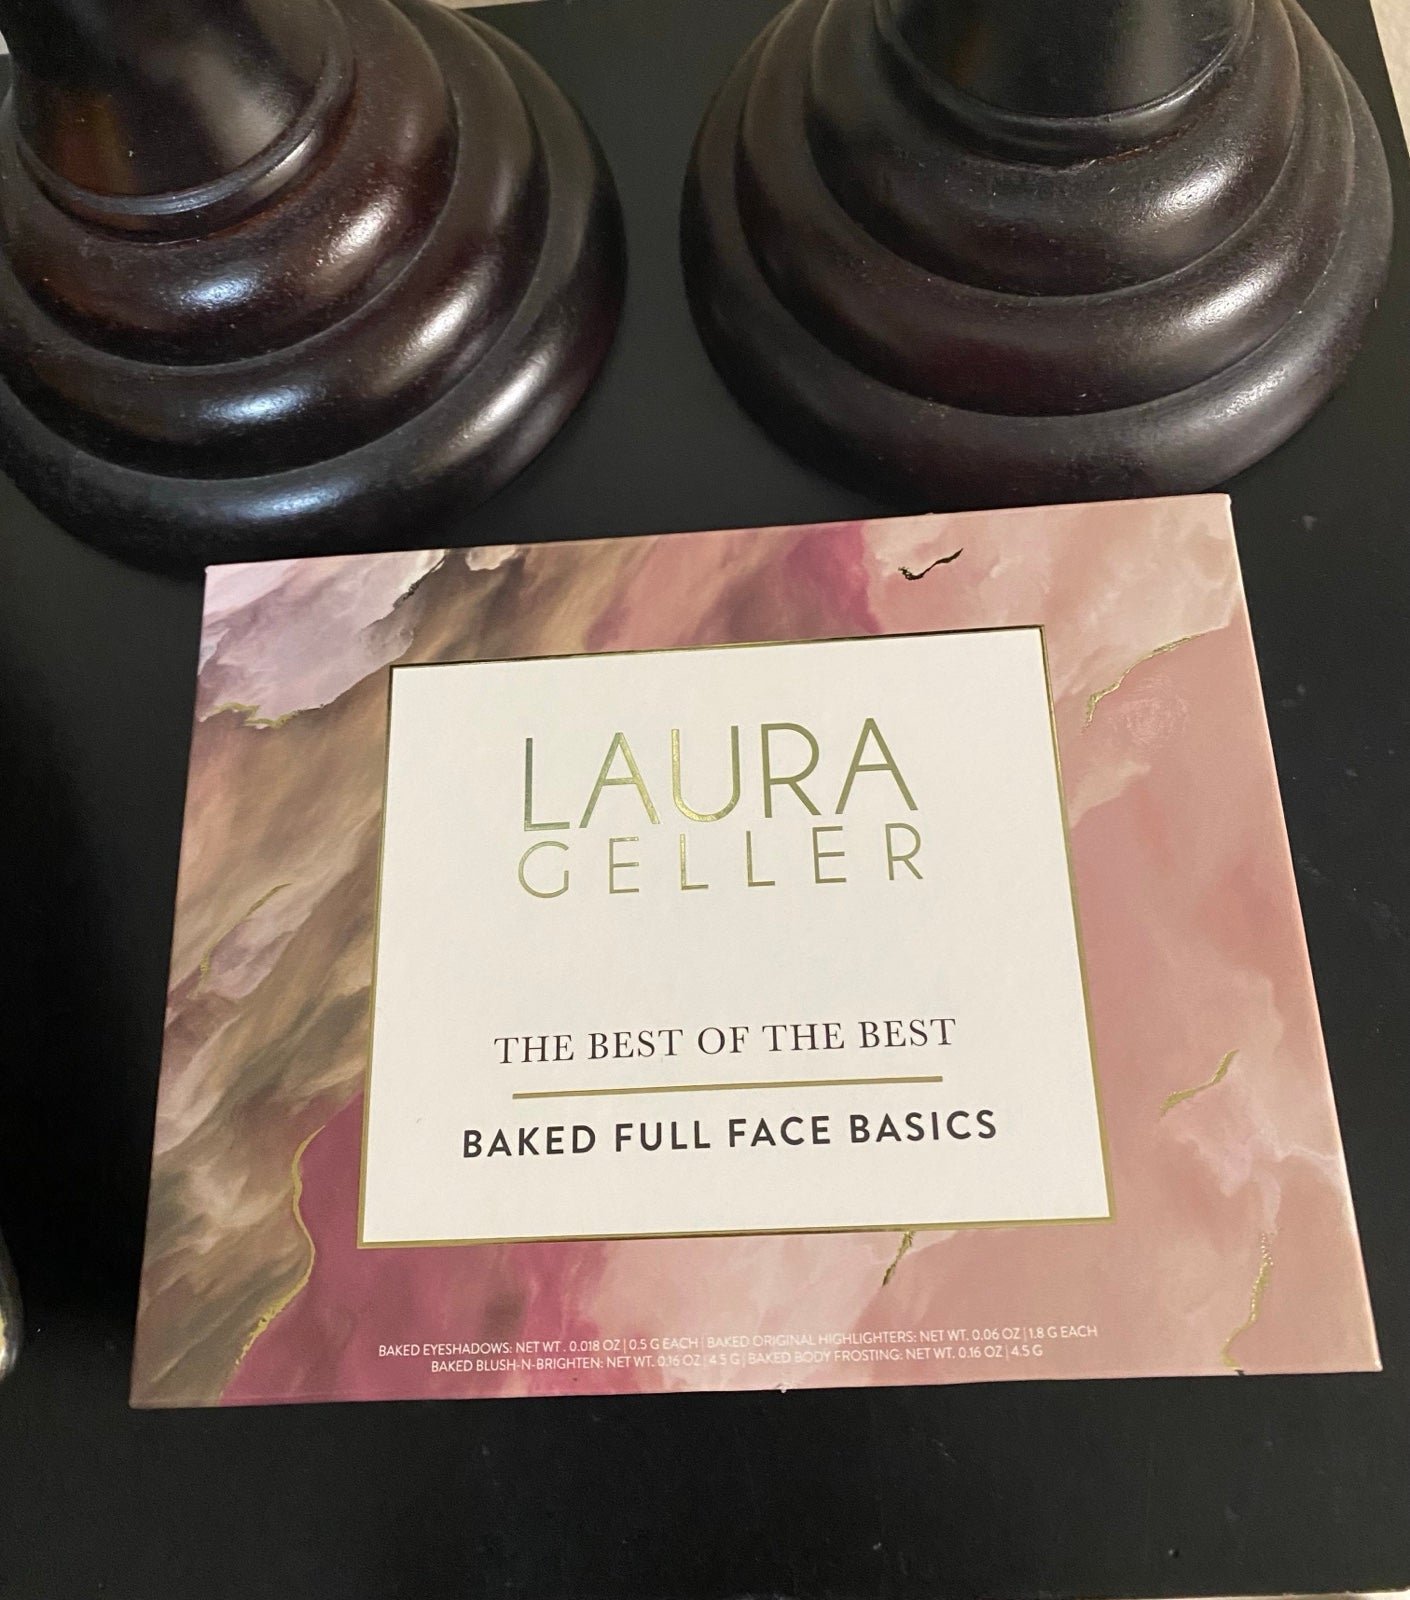 LAURA
GELLER
THE BEST OF THE BEST
BAKED FULL FACE BASICS
BAKED EYESHADOWS: NET WT. 0.018 OZ | 0.5 G EACH | BAKED ORIGINAL HIGHLIGHTERS: NET WT. 0.06 OZ | 1.8 G EACH
BAKED BLUSH-N-BRIGHTEN: NET WT. 0.16 OZ | 4.5 G | BAKED BODY FROSTING: NET WT. 0.16 OZ | 4.5 G